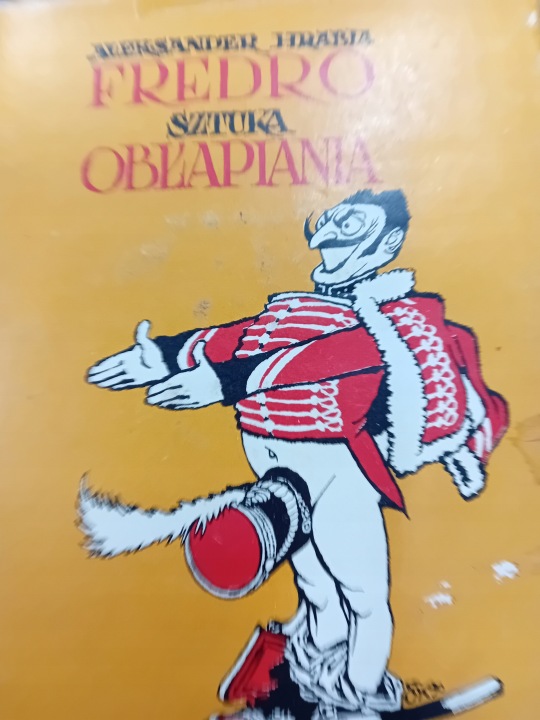 ALEKSANDER HRABIA
FREDRO
SZTUKA
OBŁAPIANIA